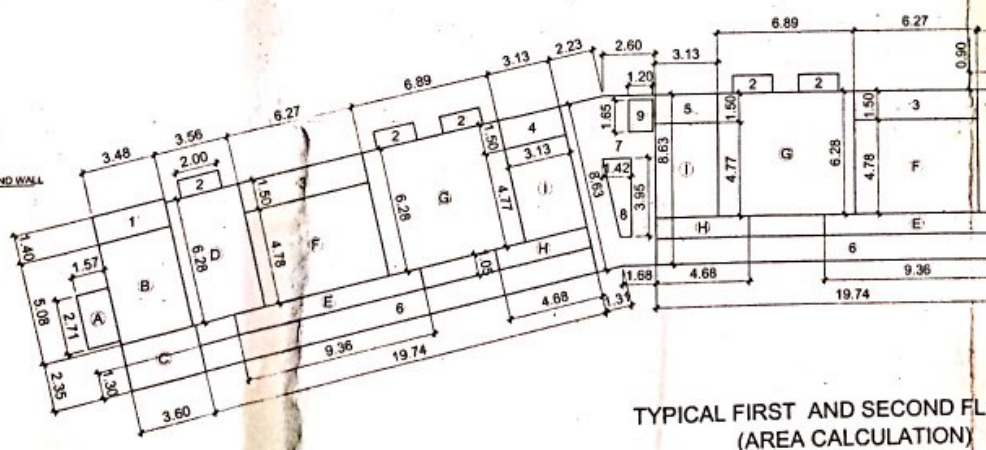 6.89 6.27
2.23 2.60 3.13 0.90
3.13 1.20
6.89
6.27
3.56
3.48
2.00
ND WALL
2 2 2 2 2
1.50 1.65 9 5 1.50 1.50 3
4 7
3.13
1 1.50 3 1.42
1.40
1.57
B D F G I 8.63 8 3.95 8.63 I 4.77 G 6.28 4.78 F
6.28 4.78 6.28 4.77
A 2.71
5.08
H H E
E .05 6 6
C
1.68 4.68 9.36
4.68 1.31 19.74
9.36 19.74
2.35 1.30
3.60
TYPICAL FIRST AND SECOND FL
(AREA CALCULATION)